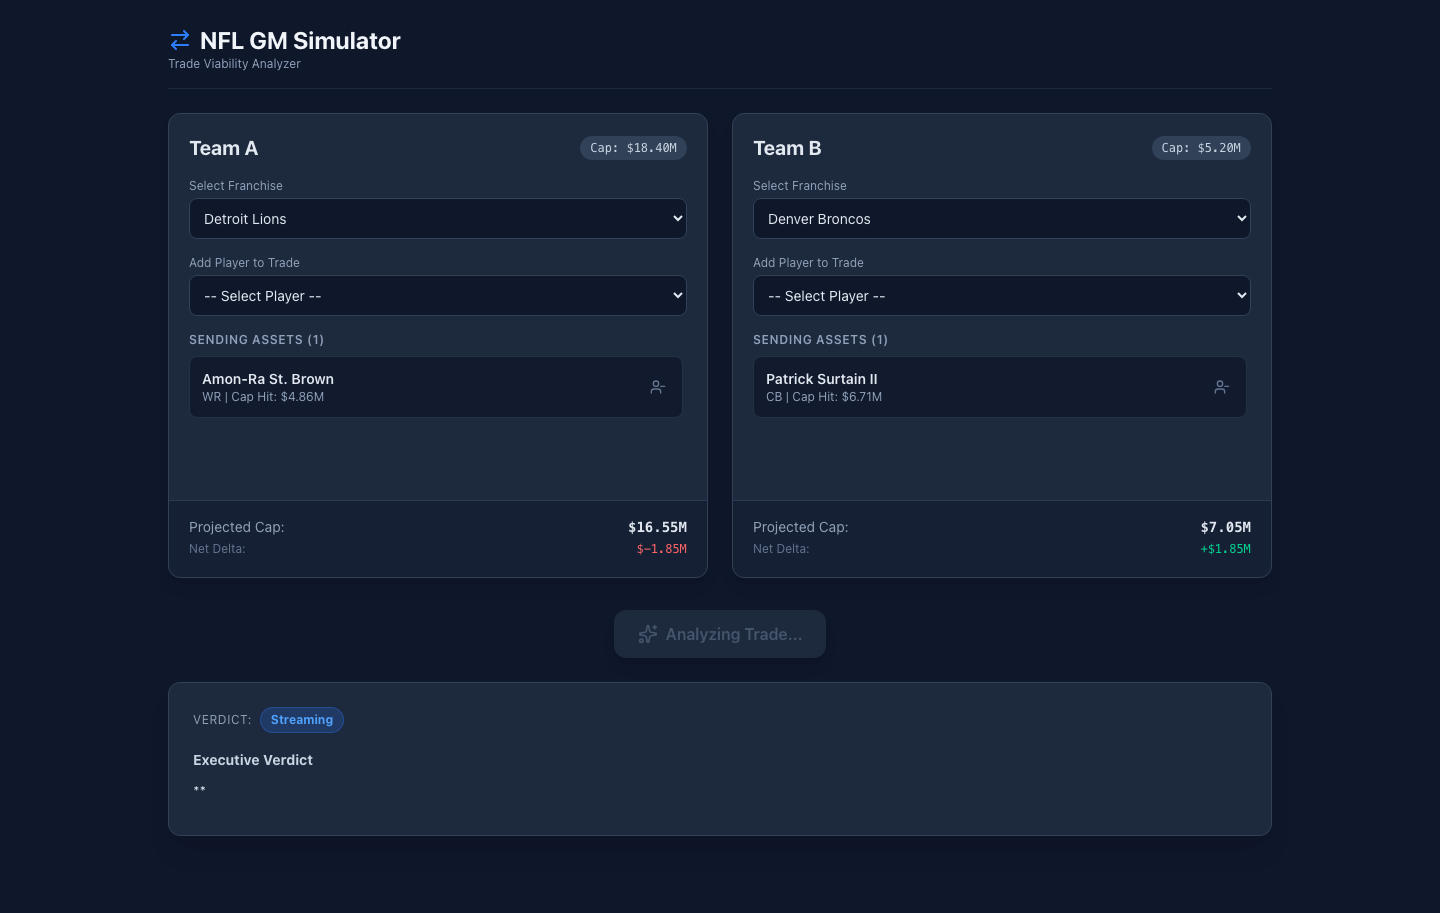 NFL GM Simulator
Trade Viability Analyzer
Team A
Cap: $18.40M
Select Franchise
Detroit Lions
Add Player to Trade
-- Select Player --
SENDING ASSETS (1)
Amon-Ra St. Brown
WR | Cap Hit: $4.86M
Projected Cap:
$16.55M
Net Delta:
$−1.85M
Team B
Cap: $5.20M
Select Franchise
Denver Broncos
Add Player to Trade
-- Select Player --
SENDING ASSETS (1)
Patrick Surtain II
CB | Cap Hit: $6.71M
Projected Cap:
$7.05M
Net Delta:
+$1.85M
Analyzing Trade...
VERDICT: Streaming
Executive Verdict
**